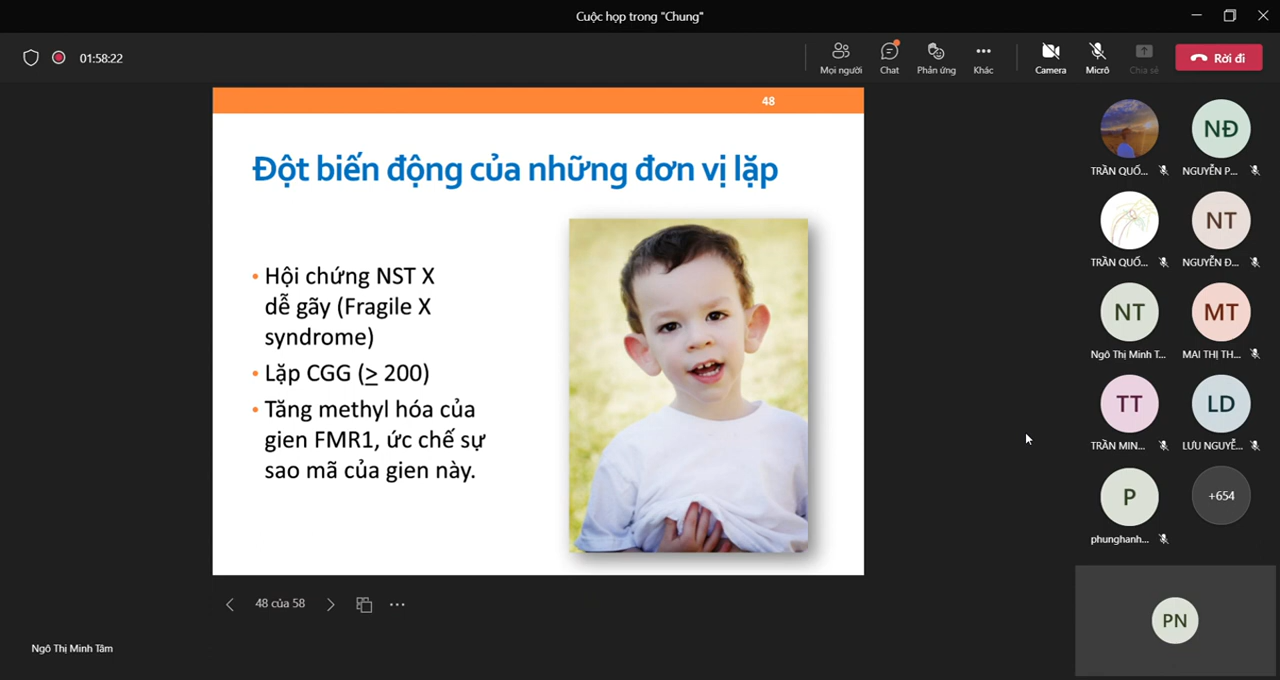 Cuộc họp trong "Chung"
01:58:22
Mọi người
Chat
Phản ứng
Khác
Camera
Micrô
Chia sẻ
Rời đi
48
Đột biến động của những đơn vị lặp
• Hội chứng NST X
dễ gãy (Fragile X
syndrome)
• Lặp CGG (≥ 200)
• Tăng methyl hóa của
gien FMR1, ức chế sự
sao mã của gien này.
48 của 58
Ngô Thị Minh Tâm
TRẦN QUỐ...
NĐ
NGUYỄN P...
TRẦN QUỐ...
NT
NGUYỄN Đ...
NT
Ngô Thị Minh T...
MT
MAI THỊ TH...
TT
TRẦN MIN...
LD
LƯU NGUYỄ...
P
phunghanh...
+654
PN